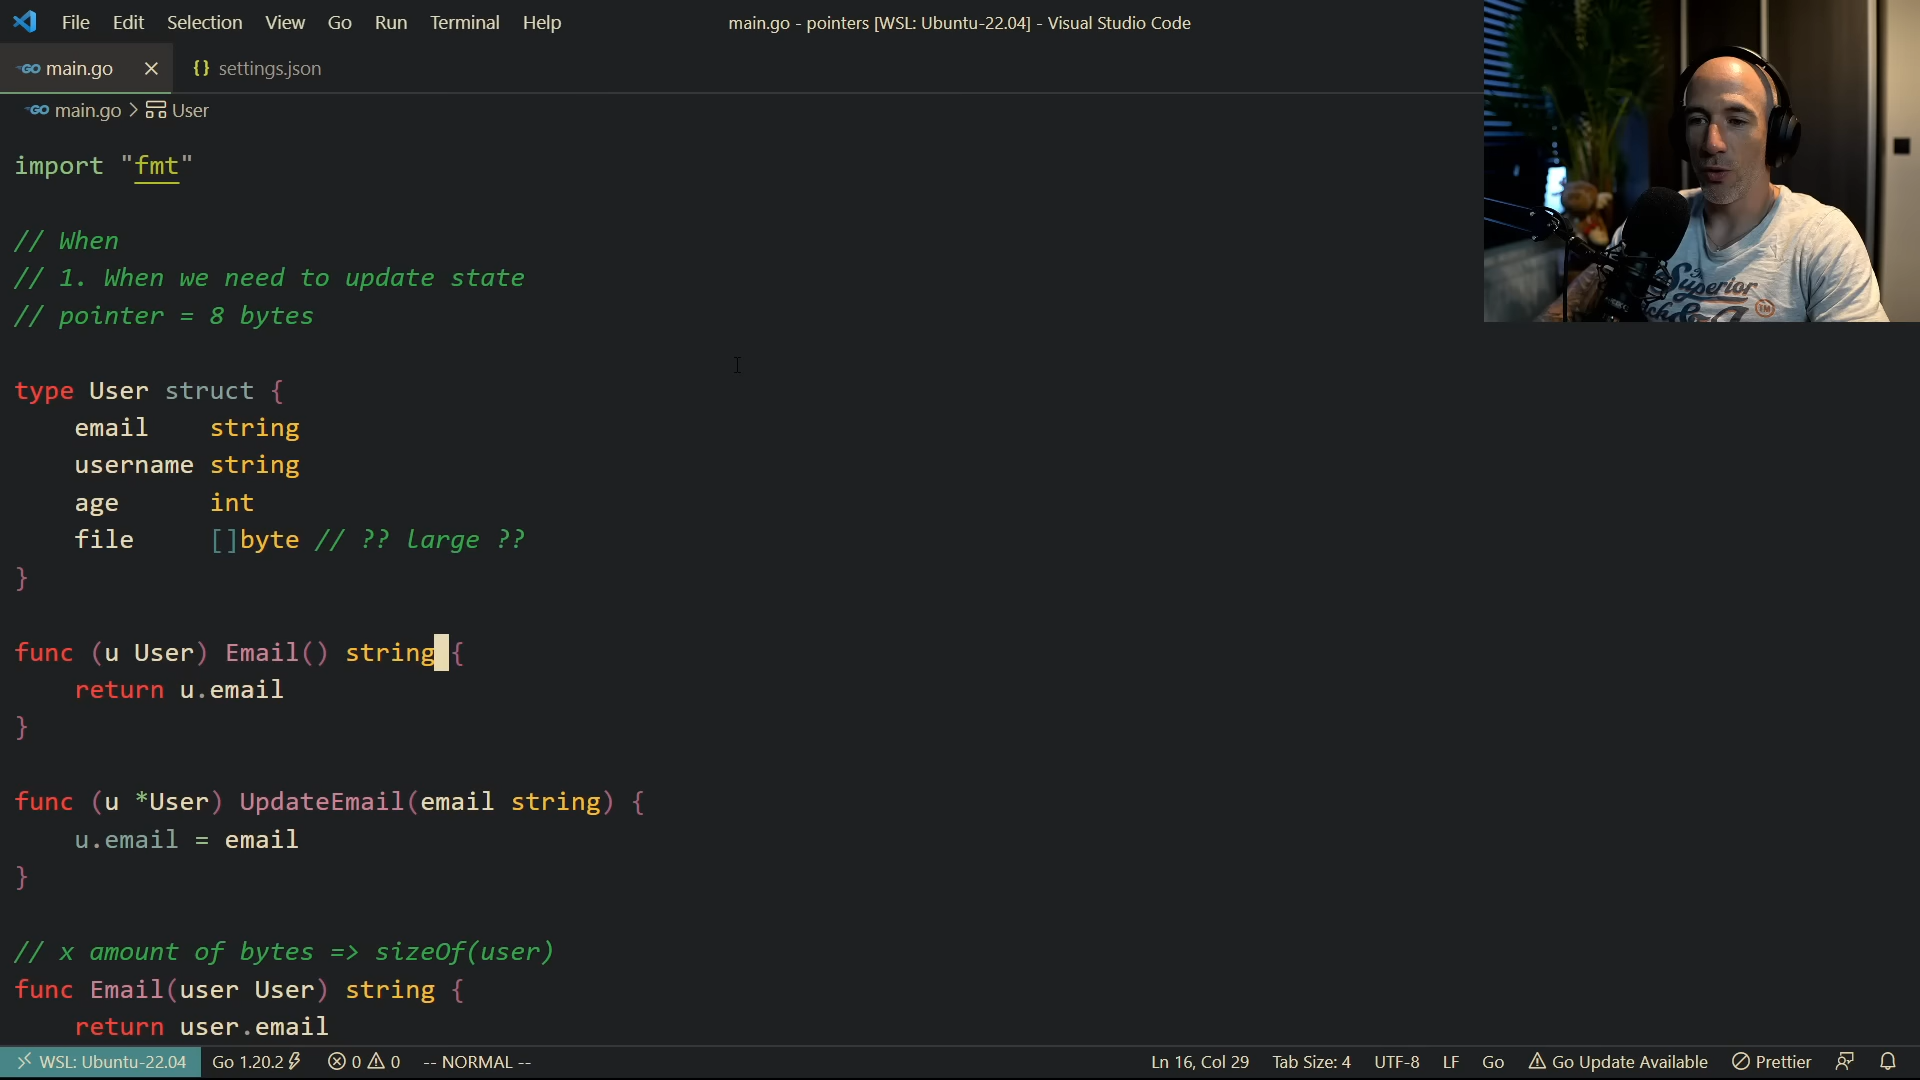 File Edit Selection View Go Run Terminal Help
main.go - pointers [WSL: Ubuntu-22.04] - Visual Studio Code
GO main.go
{} settings.json
GO main.go > User
import "fmt"
// When
// 1. When we need to update state
// pointer = 8 bytes
type User struct {
    email    string
    username string
    age      int
    file     []byte // ?? large ??
}
func (u User) Email() string {
    return u.email
}
func (u *User) UpdateEmail(email string) {
    u.email = email
}
// x amount of bytes => sizeOf(user)
func Email(user User) string {
    return user.email
Superior
TM
WSL: Ubuntu-22.04 Go 1.20.2 0 0 -- NORMAL -- Ln 16, Col 29 Tab Size: 4 UTF-8 LF Go Go Update Available Prettier